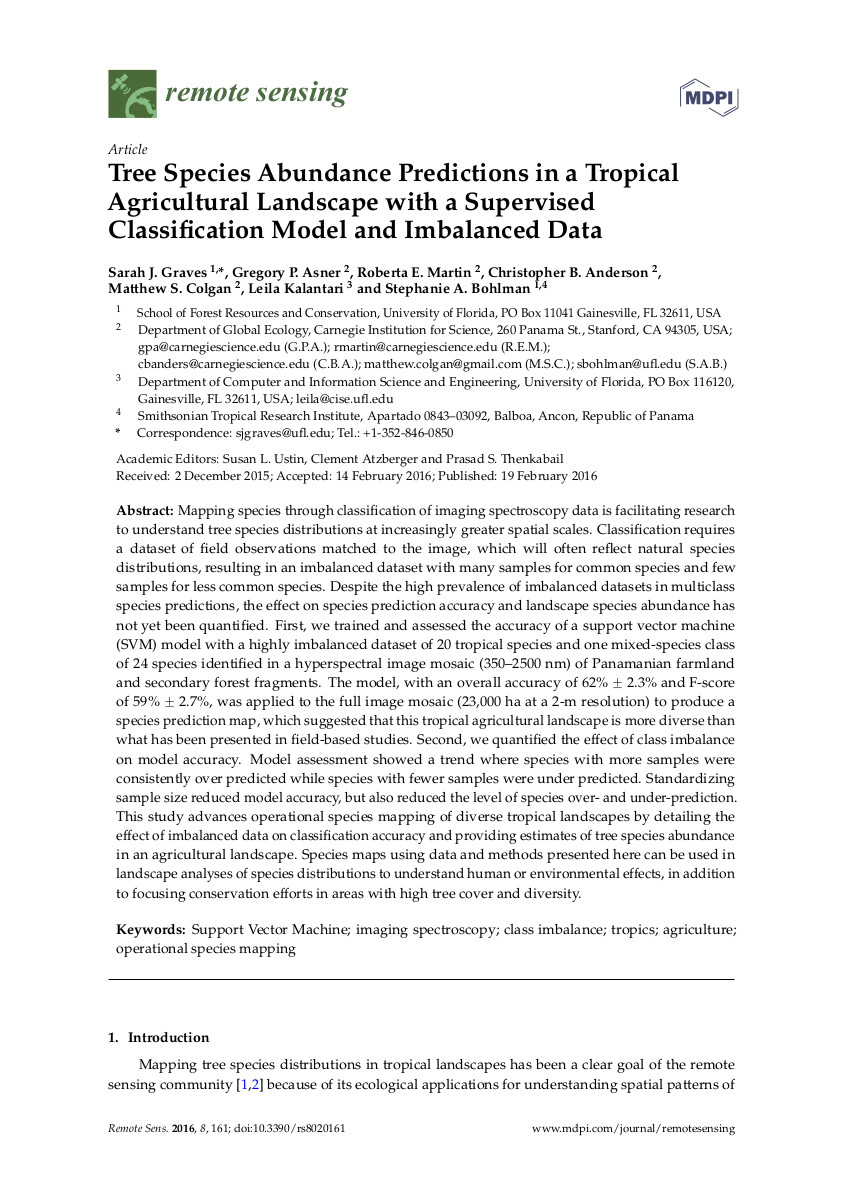 remote sensing
MDPI
Article
Tree Species Abundance Predictions in a Tropical
Agricultural Landscape with a Supervised
Classification Model and Imbalanced Data
Sarah J. Graves 1,*, Gregory P. Asner 2, Roberta E. Martin 2, Christopher B. Anderson 2,
Matthew S. Colgan 2, Leila Kalantari 3 and Stephanie A. Bohlman 1,4
1 School of Forest Resources and Conservation, University of Florida, PO Box 11041 Gainesville, FL 32611, USA
2 Department of Global Ecology, Carnegie Institution for Science, 260 Panama St., Stanford, CA 94305, USA;
gpa@carnegiescience.edu (G.P.A.); rmartin@carnegiescience.edu (R.E.M.);
cbanders@carnegiescience.edu (C.B.A.); matthew.colgan@gmail.com (M.S.C.); sbohlman@ufl.edu (S.A.B.)
3 Department of Computer and Information Science and Engineering, University of Florida, PO Box 116120,
Gainesville, FL 32611, USA; leila@cise.ufl.edu
4 Smithsonian Tropical Research Institute, Apartado 0843–03092, Balboa, Ancon, Republic of Panama
* Correspondence: sjgraves@ufl.edu; Tel.: +1-352-846-0850
Academic Editors: Susan L. Ustin, Clement Atzberger and Prasad S. Thenkabail
Received: 2 December 2015; Accepted: 14 February 2016; Published: 19 February 2016
Abstract: Mapping species through classification of imaging spectroscopy data is facilitating research
to understand tree species distributions at increasingly greater spatial scales. Classification requires
a dataset of field observations matched to the image, which will often reflect natural species
distributions, resulting in an imbalanced dataset with many samples for common species and few
samples for less common species. Despite the high prevalence of imbalanced datasets in multiclass
species predictions, the effect on species prediction accuracy and landscape species abundance has
not yet been quantified. First, we trained and assessed the accuracy of a support vector machine
(SVM) model with a highly imbalanced dataset of 20 tropical species and one mixed-species class
of 24 species identified in a hyperspectral image mosaic (350–2500 nm) of Panamanian farmland
and secondary forest fragments. The model, with an overall accuracy of 62% ± 2.3% and F-score
of 59% ± 2.7%, was applied to the full image mosaic (23,000 ha at a 2-m resolution) to produce a
species prediction map, which suggested that this tropical agricultural landscape is more diverse than
what has been presented in field-based studies. Second, we quantified the effect of class imbalance
on model accuracy. Model assessment showed a trend where species with more samples were
consistently over predicted while species with fewer samples were under predicted. Standardizing
sample size reduced model accuracy, but also reduced the level of species over- and under-prediction.
This study advances operational species mapping of diverse tropical landscapes by detailing the
effect of imbalanced data on classification accuracy and providing estimates of tree species abundance
in an agricultural landscape. Species maps using data and methods presented here can be used in
landscape analyses of species distributions to understand human or environmental effects, in addition
to focusing conservation efforts in areas with high tree cover and diversity.
Keywords: Support Vector Machine; imaging spectroscopy; class imbalance; tropics; agriculture;
operational species mapping
1. Introduction
Mapping tree species distributions in tropical landscapes has been a clear goal of the remote
sensing community [1,2] because of its ecological applications for understanding spatial patterns of
Remote Sens. 2016, 8, 161; doi:10.3390/rs8020161
www.mdpi.com/journal/remotesensing